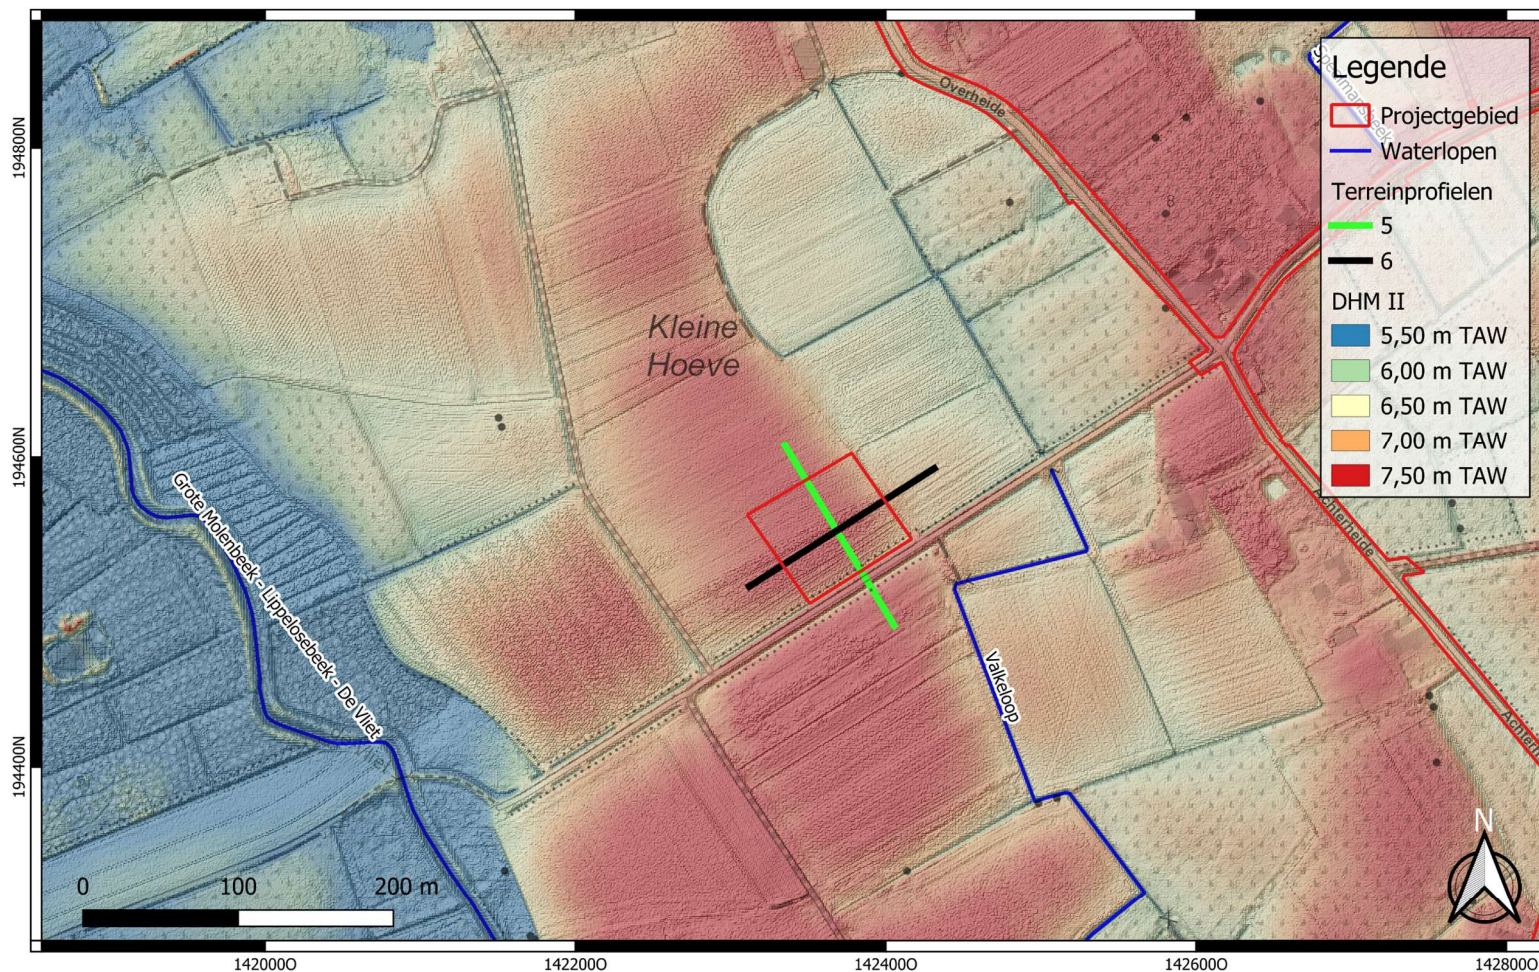 Legende
Projectgebied
Waterlopen
Terreinprofielen
5
6
DHM II
5,50 m TAW
6,00 m TAW
6,50 m TAW
7,00 m TAW
7,50 m TAW
Overheide
Kleine
Hoeve
Grote Molenbeek - Lippelosebeek - De Vliet
Valkeloop
Achterheide
N
0
100
200 m
194800N
194600N
194400N
142000O
142200O
142400O
142600O
142800O